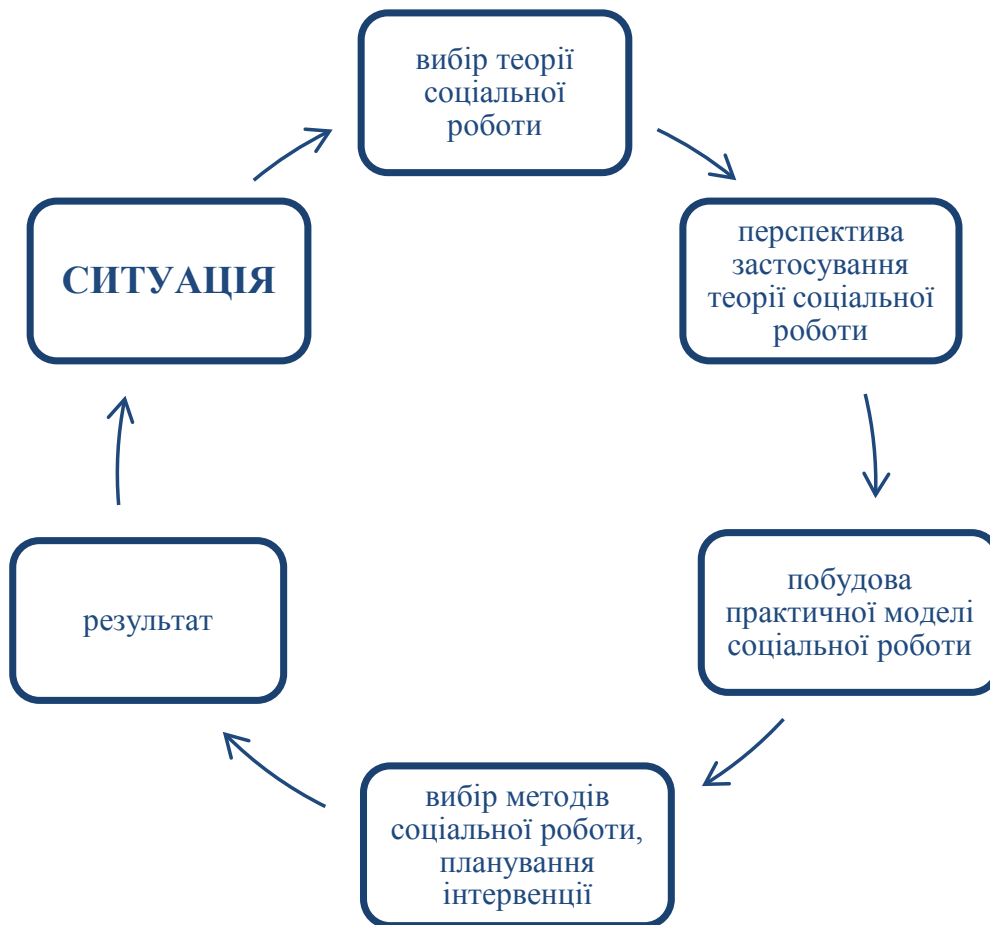 вибір теорії
соціальної
роботи
перспектива
застосування
теорії соціальної
роботи
побудова
практичної моделі
соціальної роботи
вибір методів
соціальної роботи,
планування
інтервенції
результат
СИТУАЦІЯ